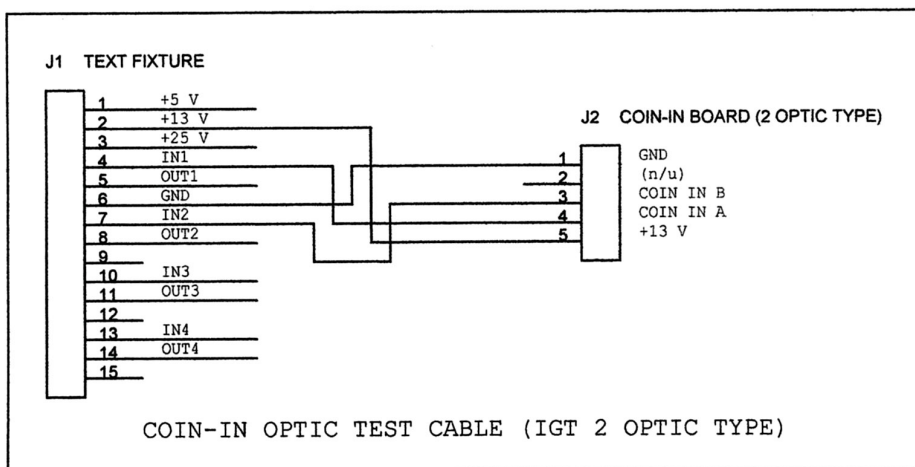 J1 TEXT FIXTURE
1 +5 V
2 +13 V
3 +25 V
4 IN1
5 OUT1
6 GND
7 IN2
8 OUT2
9
10 IN3
11 OUT3
12
13 IN4
14 OUT4
15
J2 COIN-IN BOARD (2 OPTIC TYPE)
1 GND
2 (n/u)
3 COIN IN B
4 COIN IN A
5 +13 V
COIN-IN OPTIC TEST CABLE (IGT 2 OPTIC TYPE)